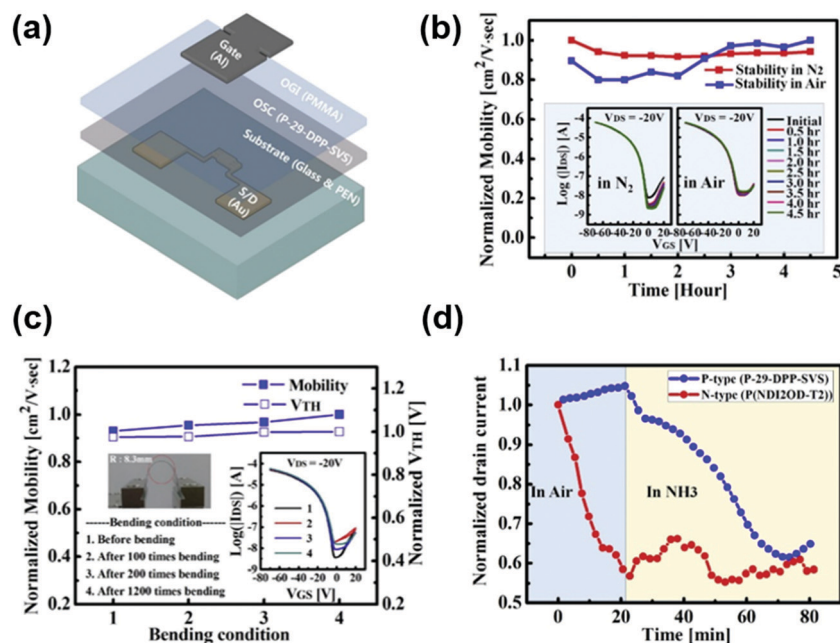 (a)
Gate
(Al)
OGI (PMMA)
OSC (P-29-DPP-SVS)
Substrate (Glass & PEN)
S/D
(Au)
(b)
Normalized Mobility [cm²/V·sec]
1.0
0.8
0.6
0.4
0.2
0.0
Stability in N₂
Stability in Air
Log (|IDS|) [A]
-4
-5
-6
-7
-8
-9
VDS = -20V
in N₂
-80 -60 -40 -20 0 20
VDS = -20V
in Air
-80 -60 -40 -20 0 20
VGS [V]
Initial
0.5 hr
1.0 hr
1.5 hr
2.0 hr
2.5 hr
3.0 hr
3.5 hr
4.0 hr
4.5 hr
0 1 2 3 4 5
Time [Hour]
(c)
Normalized Mobility [cm²/V·sec]
1.2
1.0
0.8
0.6
0.4
0.2
Mobility
VTH
Normalized VTH [V]
1.2
1.0
0.8
0.6
0.4
0.2
R : 8.3mm
------Bending condition------
1. Before bending
2. After 100 times bending
3. After 200 times bending
4. After 1200 times bending
Log(|IDS|) [A]
-4
-5
-6
-7
-8
VDS = -20V
1
2
3
4
-60 -40 -20 0 20
VGS [V]
1 2 3 4
Bending condition
(d)
Normalized drain current
1.1
1.0
0.9
0.8
0.7
0.6
0.5
P-type (P-29-DPP-SVS)
N-type (P(NDI2OD-T2))
In Air
In NH3
0 20 40 60 80
Time [min]